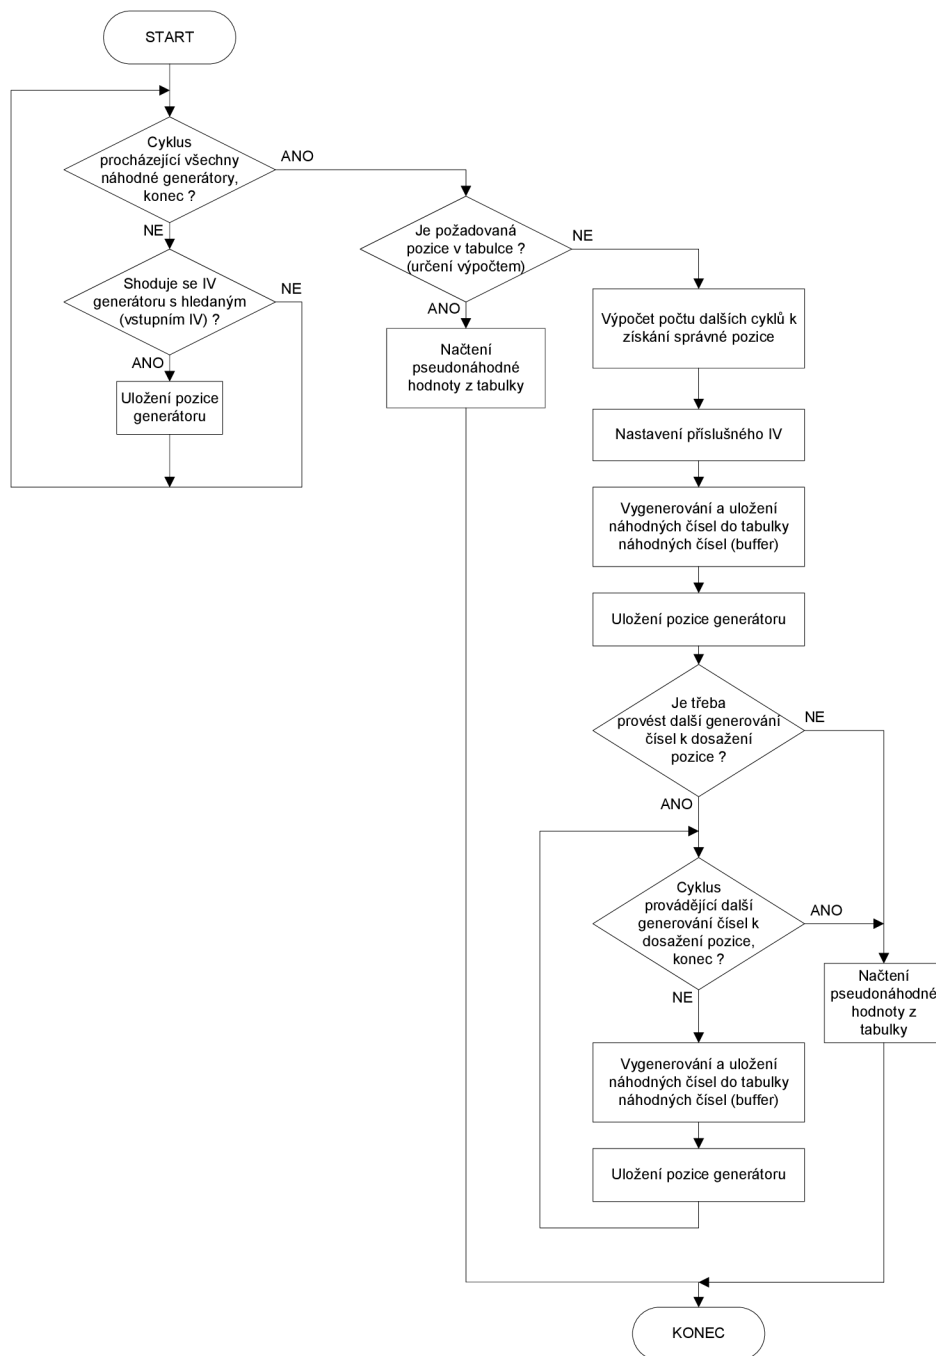 START
Cyklus
procházející všechny
náhodné generátory,
konec ?
ANO
NE
Shoduje se IV
generátoru s hledaným
(vstupním IV) ?
NE
ANO
Uložení pozice
generátoru
Je požadovaná
pozice v tabulce ?
(určení výpočtem)
NE
ANO
Načtení
pseudonáhodné
hodnoty z tabulky
Výpočet počtu dalších cyklů k
získání správné pozice
Nastavení příslušného IV
Vygenerování a uložení
náhodných čísel do tabulky
náhodných čísel (buffer)
Uložení pozice generátoru
Je třeba
provést další generování
čísel k dosažení
pozice ?
NE
ANO
Cyklus
provádějící další
generování čísel k
dosažení pozice,
konec ?
ANO
NE
Načtení
pseudonáhodné
hodnoty z
tabulky
Vygenerování a uložení
náhodných čísel do tabulky
náhodných čísel (buffer)
Uložení pozice generátoru
KONEC